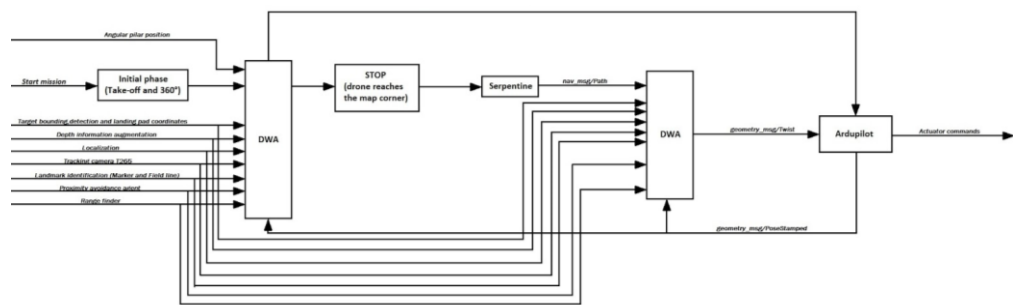 Angular pilar position
Start mission
Initial phase
(Take-off and 360°)
Target bounding,detection and landing pad coordinates
Depth information augmentation
Localization
Tracking camera T265
Landmark identification (Marker and Field line)
Proximity avoidance
Range finder
DWA
STOP
(drone reaches
the map corner)
Serpentine
nav_msg/Path
DWA
geometry_msg/Twist
Ardupilot
Actuator commands
geometry_msg/PoseStamped